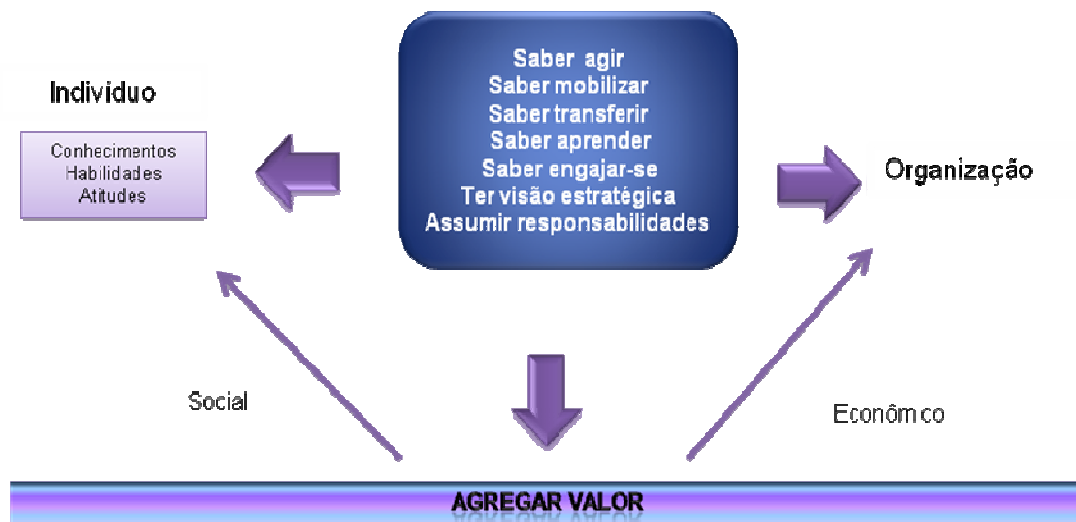 Indivíduo
Conhecimentos
Habilidades
Atitudes
Saber agir
Saber mobilizar
Saber transferir
Saber aprender
Saber engajar-se
Ter visão estratégica
Assumir responsabilidades
Organização
Social
Econômico
AGREGAR VALOR